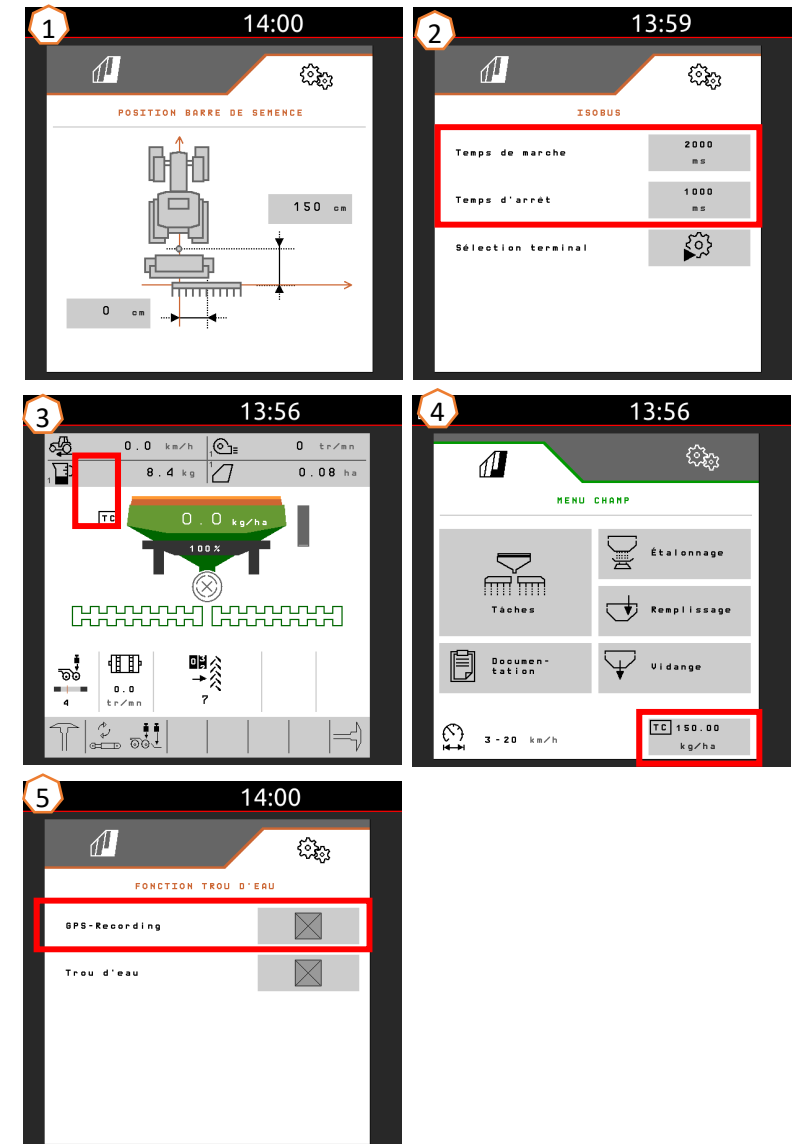 1
14:00
POSITION BARRE DE SEMENCE
150 cm
0 cm
2
13:59
ISOBUS
Temps de marche
2000
ms
Temps d'arrêt
1000
ms
Sélection terminal
3
13:56
0.0 km/h
1
0 tr/mn
1
8.4 kg
1
0.08 ha
TC
0.0 kg/ha
100%
4
0.0
tr/mn
7
4
13:56
MENU CHAMP
Tâches
Étalonnage
Remplissage
Documen-
tation
Vidange
3-20 km/h
TC 150.00
kg/ha
5
14:00
FONCTION TROU D'EAU
GPS-Recording
Trou d'eau